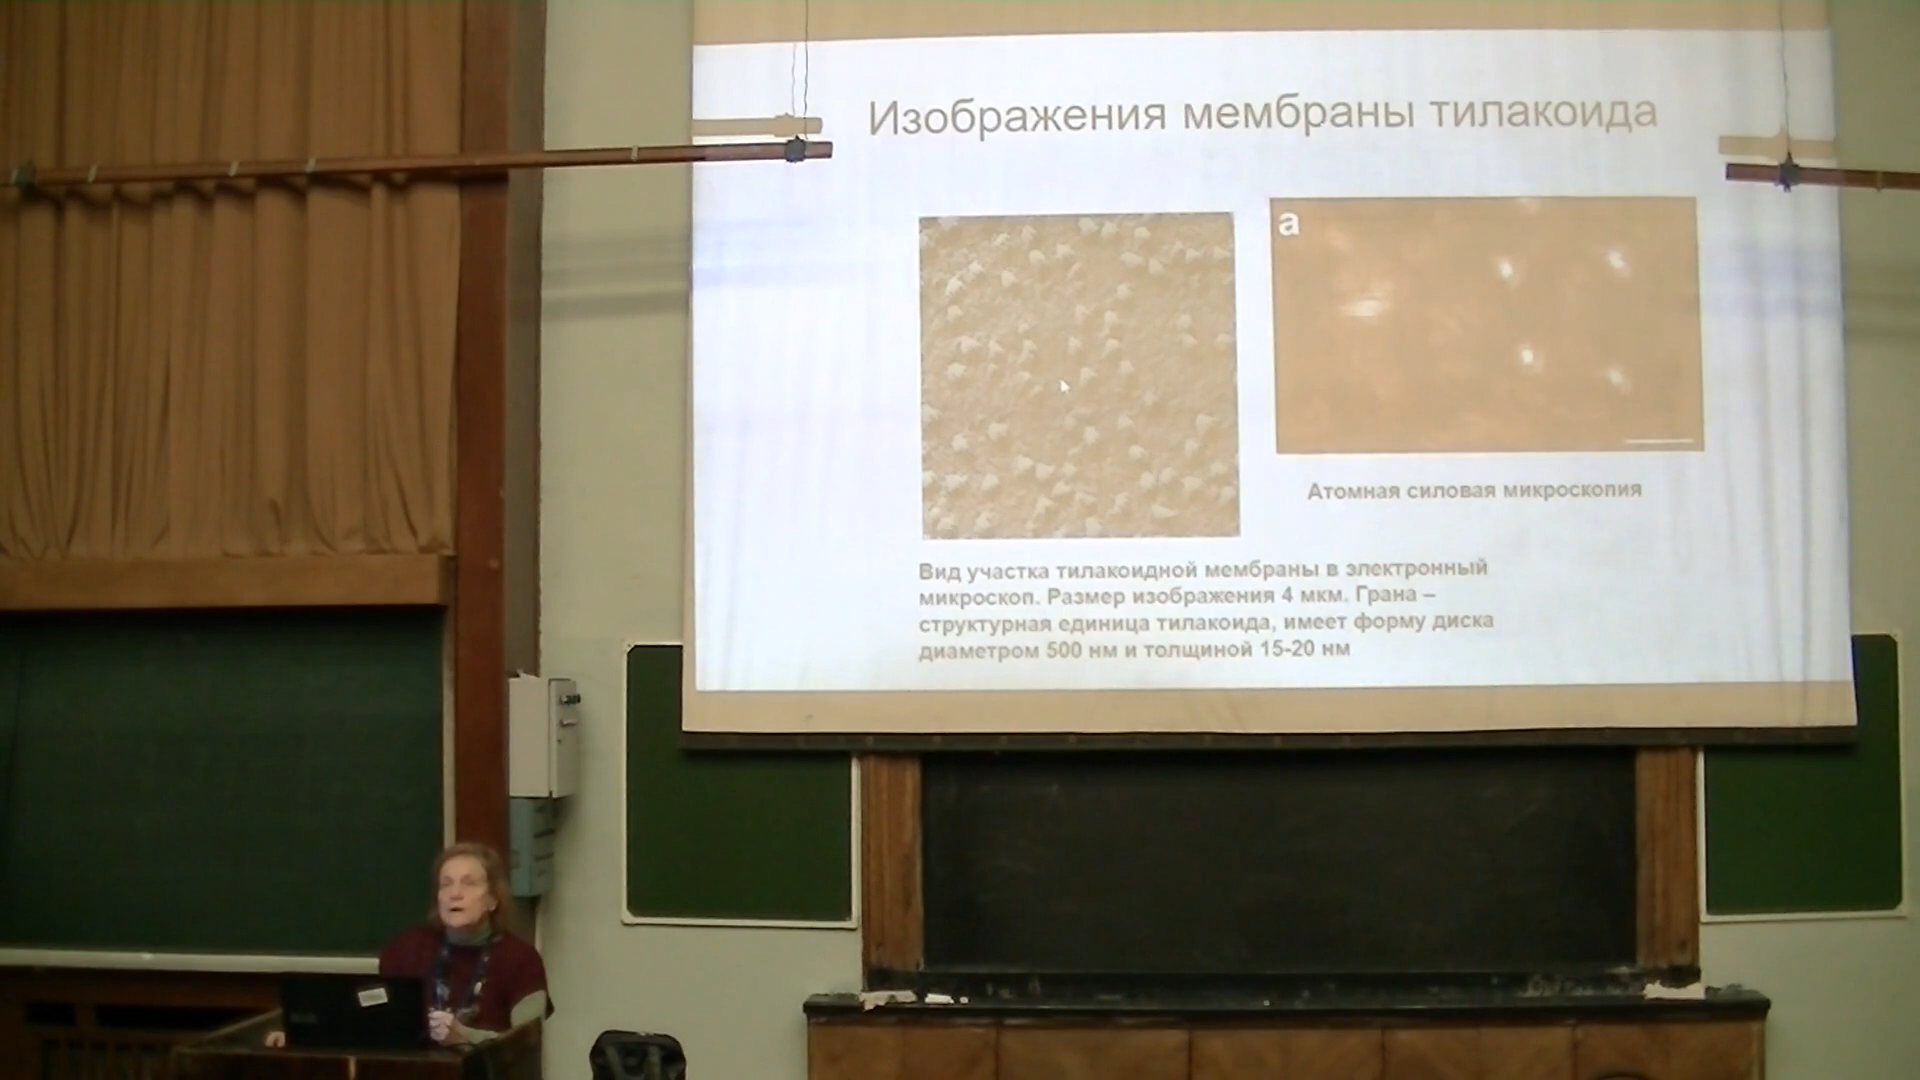 Изображения мембраны тилакоида
a
Атомная силовая микроскопия
Вид участка тилакоидной мембраны в электронный
микроскоп. Размер изображения 4 мкм. Грана –
структурная единица тилакоида, имеет форму диска
диаметром 500 нм и толщиной 15-20 нм